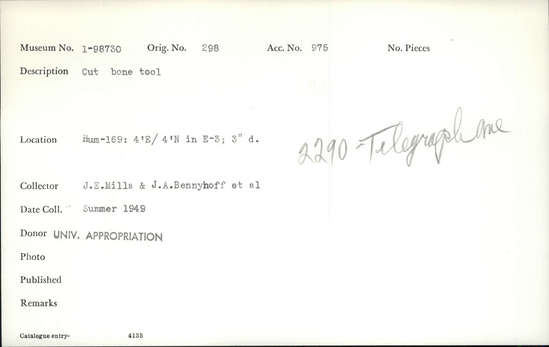 Museum No. 1-98730 Orig. No. 298 Acc. No. 975 No. Pieces
Description Cut bone tool
Location Hum-169: 4'E/ 4'N in E-3; 3" d.
2290 - Telegraph Ave
Collector J.E.Mills & J.A.Bennyhoff et al
Date Coll. Summer 1949
Donor UNIV. APPROPRIATION
Photo
Published
Remarks
Catalogue entry- 4135